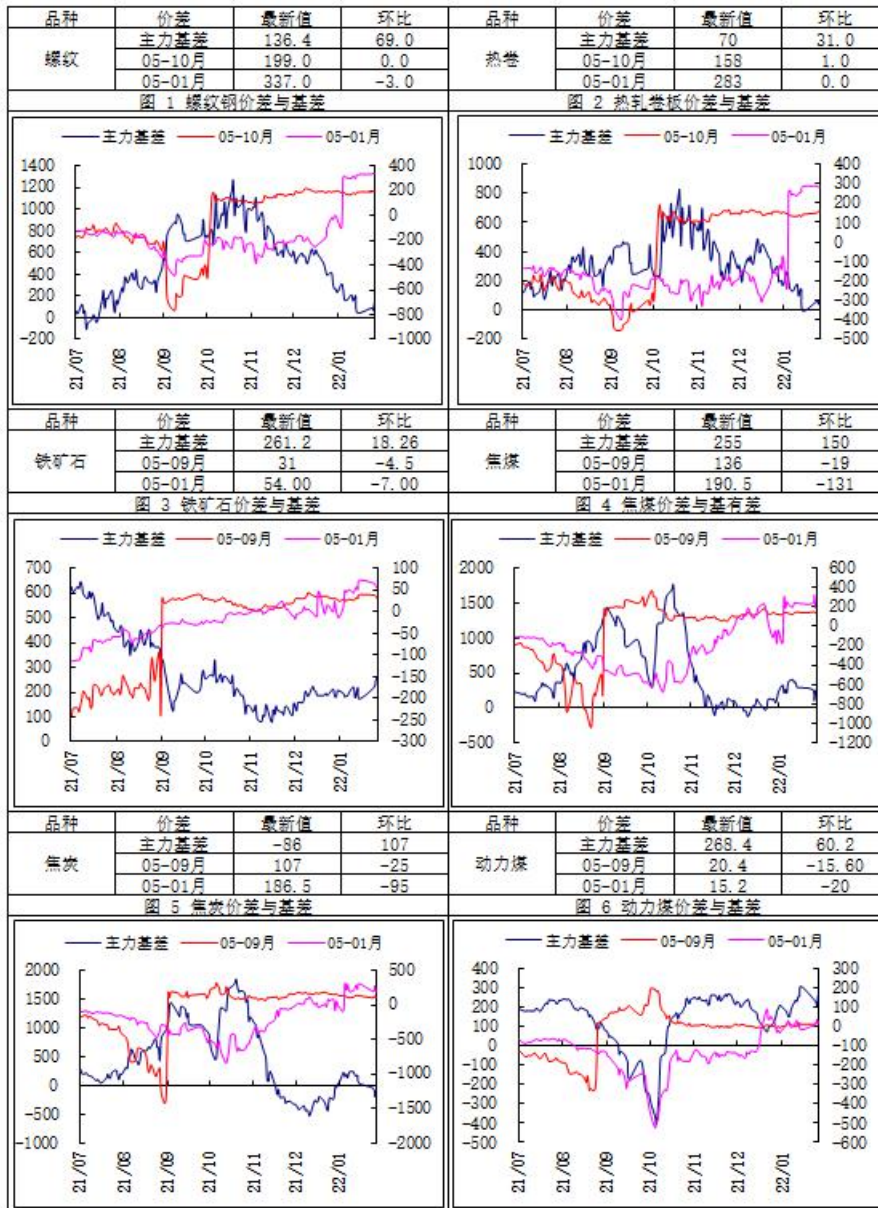 品种 价差 最新值 环比
螺纹 主力基差 136.4 69.0
05-10月 199.0 0.0
05-01月 337.0 -3.0
图 1 螺纹钢价差与基差
主力基差 05-10月 05-01月
1400
1200
1000
800
600
400
200
0
-200
400
200
0
-200
-400
-600
-800
-1000
21/07 21/08 21/09 21/10 21/11 21/12 22/01
品种 价差 最新值 环比
热卷 主力基差 70 31.0
05-10月 158 1.0
05-01月 283 0.0
图 2 热轧卷板价差与基差
主力基差 05-10月 05-01月
1000
800
600
400
200
0
-200
400
300
200
100
0
-100
-200
-300
-400
-500
21/07 21/08 21/09 21/10 21/11 21/12 22/01
品种 价差 最新值 环比
铁矿石 主力基差 261.2 18.26
05-09月 31 -4.5
05-01月 54.00 -7.00
图 3 铁矿石价差与基差
主力基差 05-09月 05-01月
700
600
500
400
300
200
100
0
100
50
0
-50
-100
-150
-200
-250
-300
21/07 21/08 21/09 21/10 21/11 21/12 22/01
品种 价差 最新值 环比
焦煤 主力基差 255 150
05-09月 136 -19
05-01月 190.5 -131
图 4 焦煤价差与基有差
主力基差 05-09月 05-01月
2000
1500
1000
500
0
-500
600
400
200
0
-200
-400
-600
-800
-1000
-1200
21/07 21/08 21/09 21/10 21/11 21/12 22/01
品种 价差 最新值 环比
焦炭 主力基差 -86 107
05-09月 107 -25
05-01月 186.5 -95
图 5 焦炭价差与基差
主力基差 05-09月 05-01月
2000
1500
1000
500
0
-500
-1000
500
0
-500
-1000
-1500
-2000
21/07 21/08 21/09 21/10 21/11 21/12 22/01
品种 价差 最新值 环比
动力煤 主力基差 268.4 60.2
05-09月 20.4 -15.60
05-01月 15.2 -20
图 6 动力煤价差与基差
主力基差 05-09月 05-01月
400
300
200
100
0
-100
-200
-300
-400
-500
300
200
100
0
-100
-200
-300
-400
-500
-600
21/07 21/08 21/09 21/10 21/11 21/12 22/01